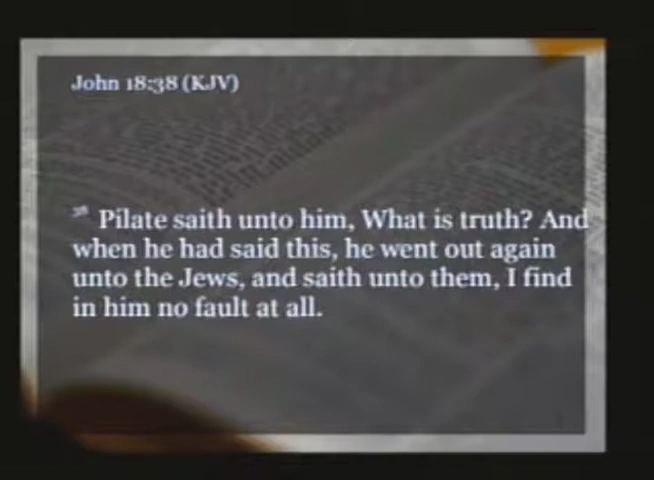 John 18:38 (KJV)
38 Pilate saith unto him, What is truth? And
when he had said this, he went out again
unto the Jews, and saith unto them, I find
in him no fault at all.